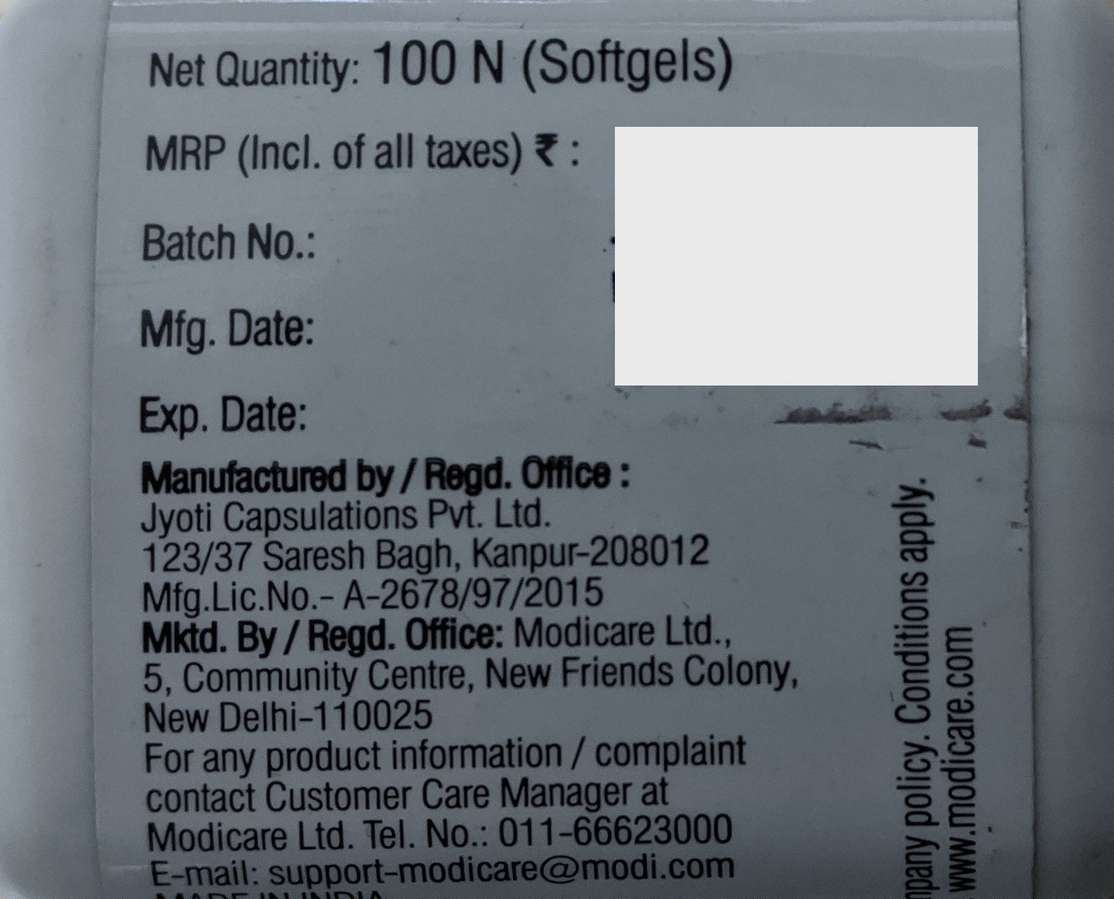 Net Quantity: 100 N (Softgels)
MRP (Incl. of all taxes) ₹ :
Batch No.:
Mfg. Date:
Exp. Date:
Manufactured by / Regd. Office :
Jyoti Capsulations Pvt. Ltd.
123/37 Saresh Bagh, Kanpur-208012
Mfg.Lic.No.- A-2678/97/2015
Mktd. By / Regd. Office: Modicare Ltd.,
5, Community Centre, New Friends Colony,
New Delhi-110025
For any product information / complaint
contact Customer Care Manager at
Modicare Ltd. Tel. No.: 011-66623000
E-mail: support-modicare@modi.com
MADE IN INDIA
policy. Conditions apply.
www.modicare.com